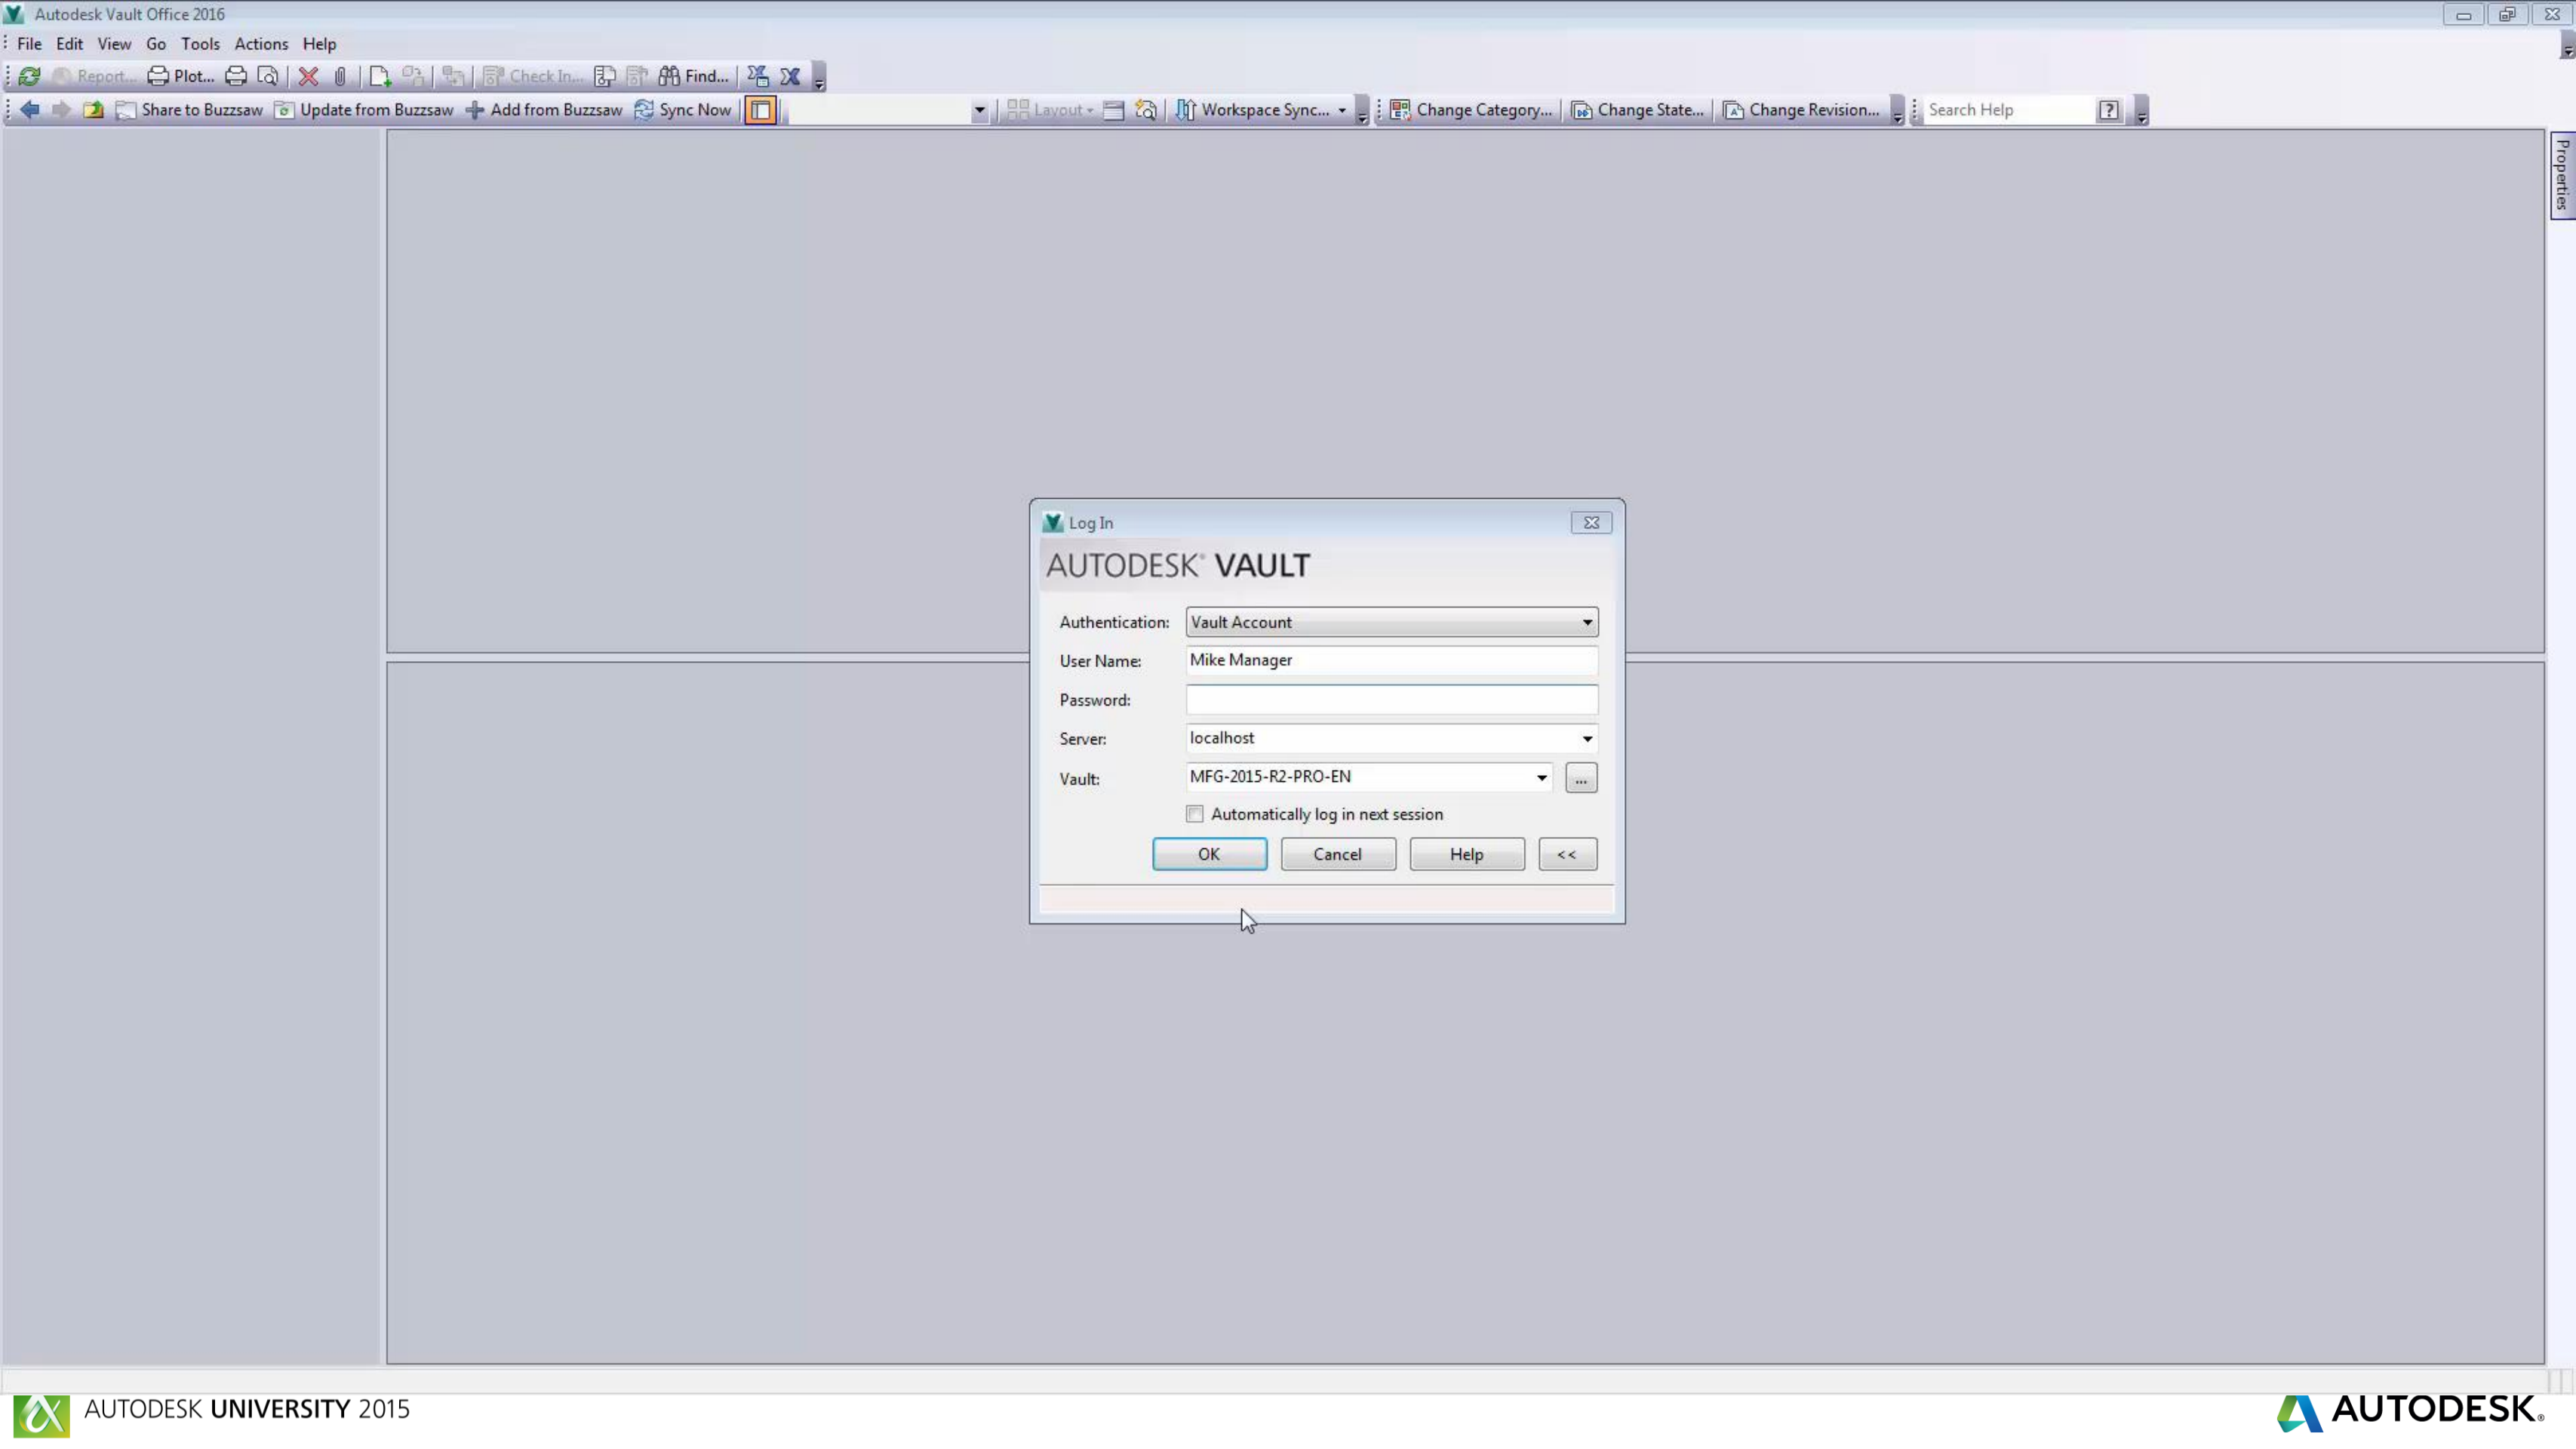 Autodesk Vault Office 2016
File Edit View Go Tools Actions Help
Report... Plot... Check In... Find...
Share to Buzzsaw Update from Buzzsaw Add from Buzzsaw Sync Now Layout Workspace Sync... Change Category... Change State... Change Revision... Search Help
Properties
Log In
AUTODESK® VAULT
Authentication: Vault Account
User Name: Mike Manager
Password:
Server: localhost
Vault: MFG-2015-R2-PRO-EN ...
Automatically log in next session
OK Cancel Help <<
AUTODESK UNIVERSITY 2015
AUTODESK®